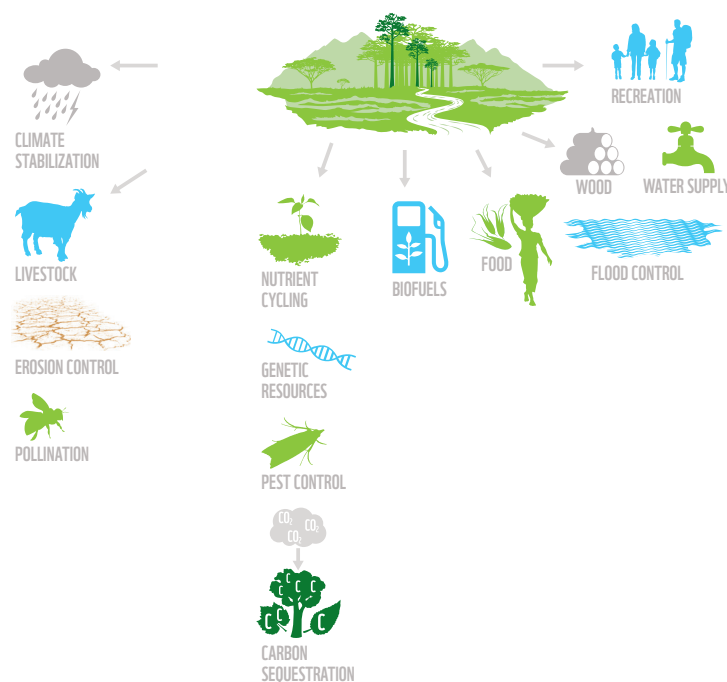 RECREATION
CLIMATE
STABILIZATION
WOOD
WATER SUPPLY
LIVESTOCK
NUTRIENT
CYCLING
BIOFUELS
FOOD
FLOOD CONTROL
EROSION CONTROL
GENETIC
RESOURCES
POLLINATION
PEST CONTROL
CO₂
CO₂
CO₂
C
C
C
C
C
C
C
CARBON
SEQUESTRATION